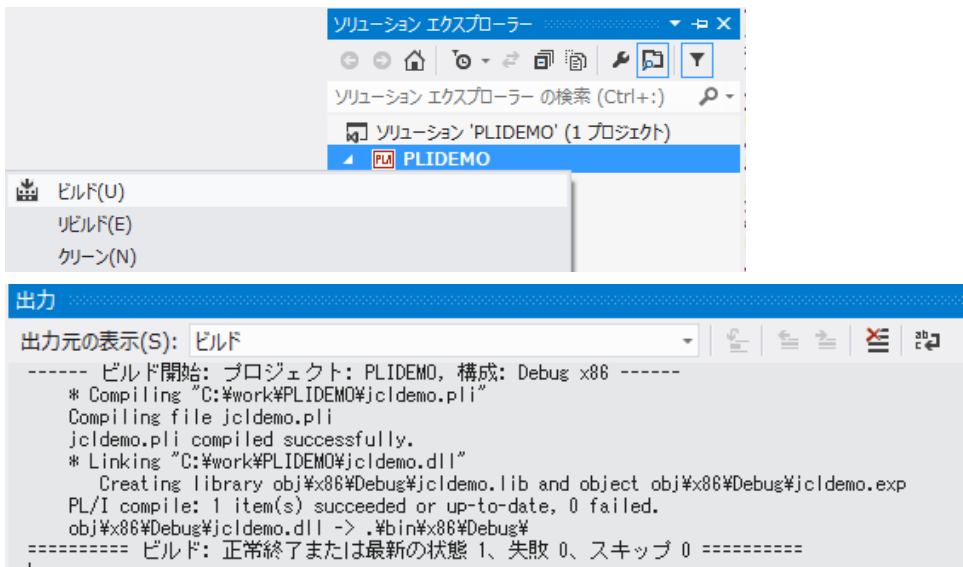 ソリューション エクスプローラー
ソリューション エクスプローラー の検索 (Ctrl+:)
ソリューション 'PLIDEMO' (1 プロジェクト)
PLI PLIDEMO
ビルド(U)
リビルド(E)
クリーン(N)
出力
出力元の表示(S): ビルド
------ ビルド開始: プロジェクト: PLIDEMO, 構成: Debug x86 ------
* Compiling "C:¥work¥PLIDEMO¥jcldemo.pli"
Compiling file jcldemo.pli
jcldemo.pli compiled successfully.
* Linking "C:¥work¥PLIDEMO¥jcldemo.dll"
Creating library obj¥x86¥Debug¥jcldemo.lib and object obj¥x86¥Debug¥jcldemo.exp
PL/I compile: 1 item(s) succeeded or up-to-date, 0 failed.
obj¥x86¥Debug¥jcldemo.dll -> .¥bin¥x86¥Debug¥
========== ビルド: 正常終了または最新の状態 1、失敗 0、スキップ 0 ==========